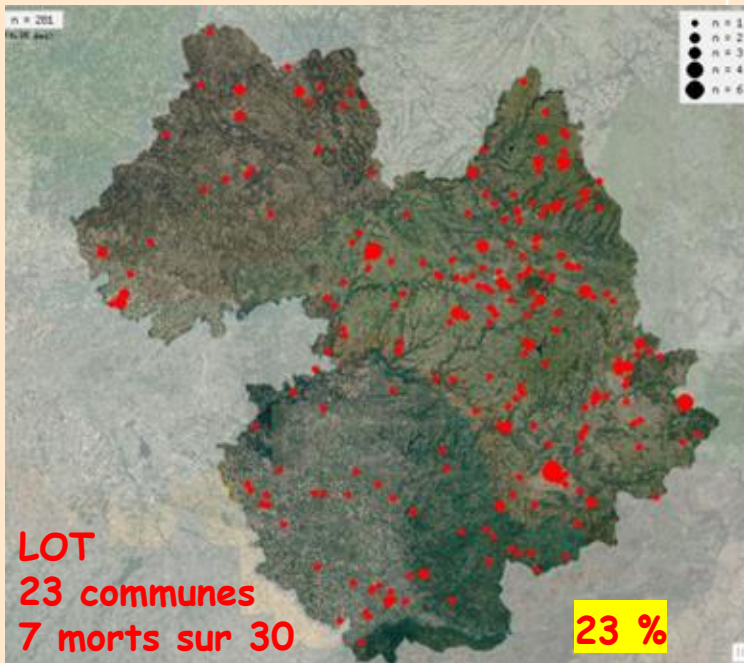 n = 281
n = 1
n = 2
n = 3
n = 4
n = 6
LOT
23 communes
7 morts sur 30
23 %